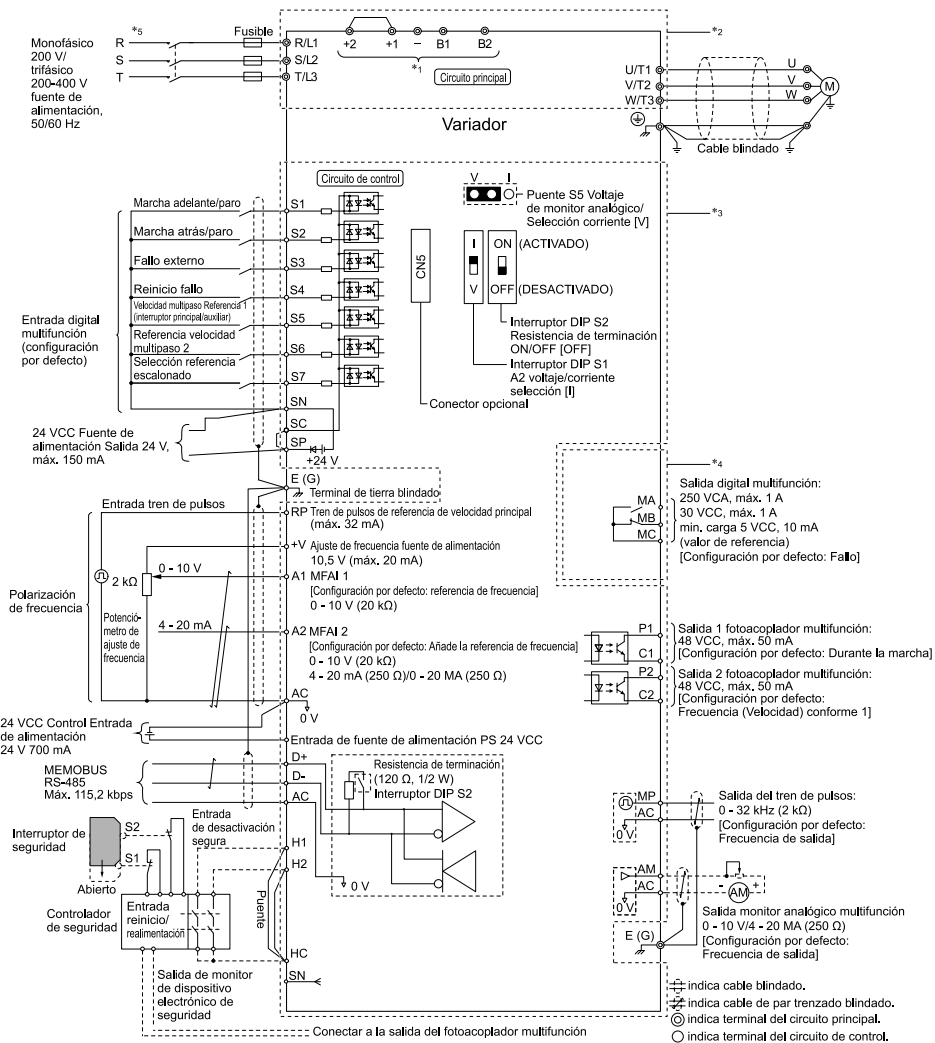 *5
Fusible
Monofásico
200 V/
trifásico
200-400 V
fuente de
alimentación,
50/60 Hz
R
S
T
R/L1
S/L2
T/L3
+2
+1
–
B1
B2
*1
Circuito principal
*2
U/T1
V/T2
W/T3
U
V
W
M
Cable blindado
Variador
Circuito de control
V
I
Puente S5 Voltaje
de monitor analógico/
Selección corriente [V]
*3
Entrada digital
multifunción
(configuración
por defecto)
Marcha adelante/paro
S1
Marcha atrás/paro
S2
Fallo externo
S3
Reinicio fallo
S4
Velocidad multipaso Referencia 1
(interruptor principal/auxiliar)
S5
Referencia velocidad
multipaso 2
S6
Selección referencia
escalonado
S7
SN
SC
SP
+24 V
24 VCC Fuente de
alimentación Salida 24 V,
máx. 150 mA
CN5
I
V
ON
(ACTIVADO)
OFF
(DESACTIVADO)
Interruptor DIP S2
Resistencia de terminación
ON/OFF [OFF]
Interruptor DIP S1
A2 voltaje/corriente
selección [I]
Conector opcional
E (G)
Terminal de tierra blindado
*4
MA
MB
MC
Salida digital multifunción:
250 VCA, máx. 1 A
30 VCC, máx. 1 A
min. carga 5 VCC, 10 mA
(valor de referencia)
[Configuración por defecto: Fallo]
Entrada tren de pulsos
RP
Tren de pulsos de referencia de velocidad principal
(máx. 32 mA)
+V
Ajuste de frecuencia fuente de alimentación
10,5 V (máx. 20 mA)
Polarización
de frecuencia
2 kΩ
0 - 10 V
A1
MFAI 1
[Configuración por defecto: referencia de frecuencia]
0 - 10 V (20 kΩ)
Potenció-
metro de
ajuste de
frecuencia
4 - 20 mA
A2
MFAI 2
[Configuración por defecto: Añade la referencia de frecuencia]
0 - 10 V (20 kΩ)
4 - 20 mA (250 Ω)/0 - 20 MA (250 Ω)
AC
0 V
P1
C1
Salida 1 fotoacoplador multifunción:
48 VCC, máx. 50 mA
[Configuración por defecto: Durante la marcha]
P2
C2
Salida 2 fotoacoplador multifunción:
48 VCC, máx. 50 mA
[Configuración por defecto:
Frecuencia (Velocidad) conforme 1]
24 VCC Control Entrada
de alimentación
24 V 700 mA
Entrada de fuente de alimentación PS 24 VCC
MEMOBUS
RS-485
Máx. 115,2 kbps
D+
D-
AC
0 V
Resistencia de terminación
(120 Ω, 1/2 W)
Interruptor DIP S2
MP
AC
0 V
Salida del tren de pulsos:
0 - 32 kHz (2 kΩ)
[Configuración por defecto:
Frecuencia de salida]
Interruptor de
seguridad
S2
S1
Abierto
Entrada
de desactivación
segura
H1
H2
Puente
HC
SN
Controlador
de seguridad
Entrada
reinicio/
realimentación
Salida de monitor
de dispositivo
electrónico de
seguridad
Conectar a la salida del fotoacoplador multifunción
AM
AC
0 V
-
AM
+
Salida monitor analógico multifunción
0 - 10 V/4 - 20 MA (250 Ω)
[Configuración por defecto:
Frecuencia de salida]
E (G)
indica cable blindado.
indica cable de par trenzado blindado.
indica terminal del circuito principal.
indica terminal del circuito de control.